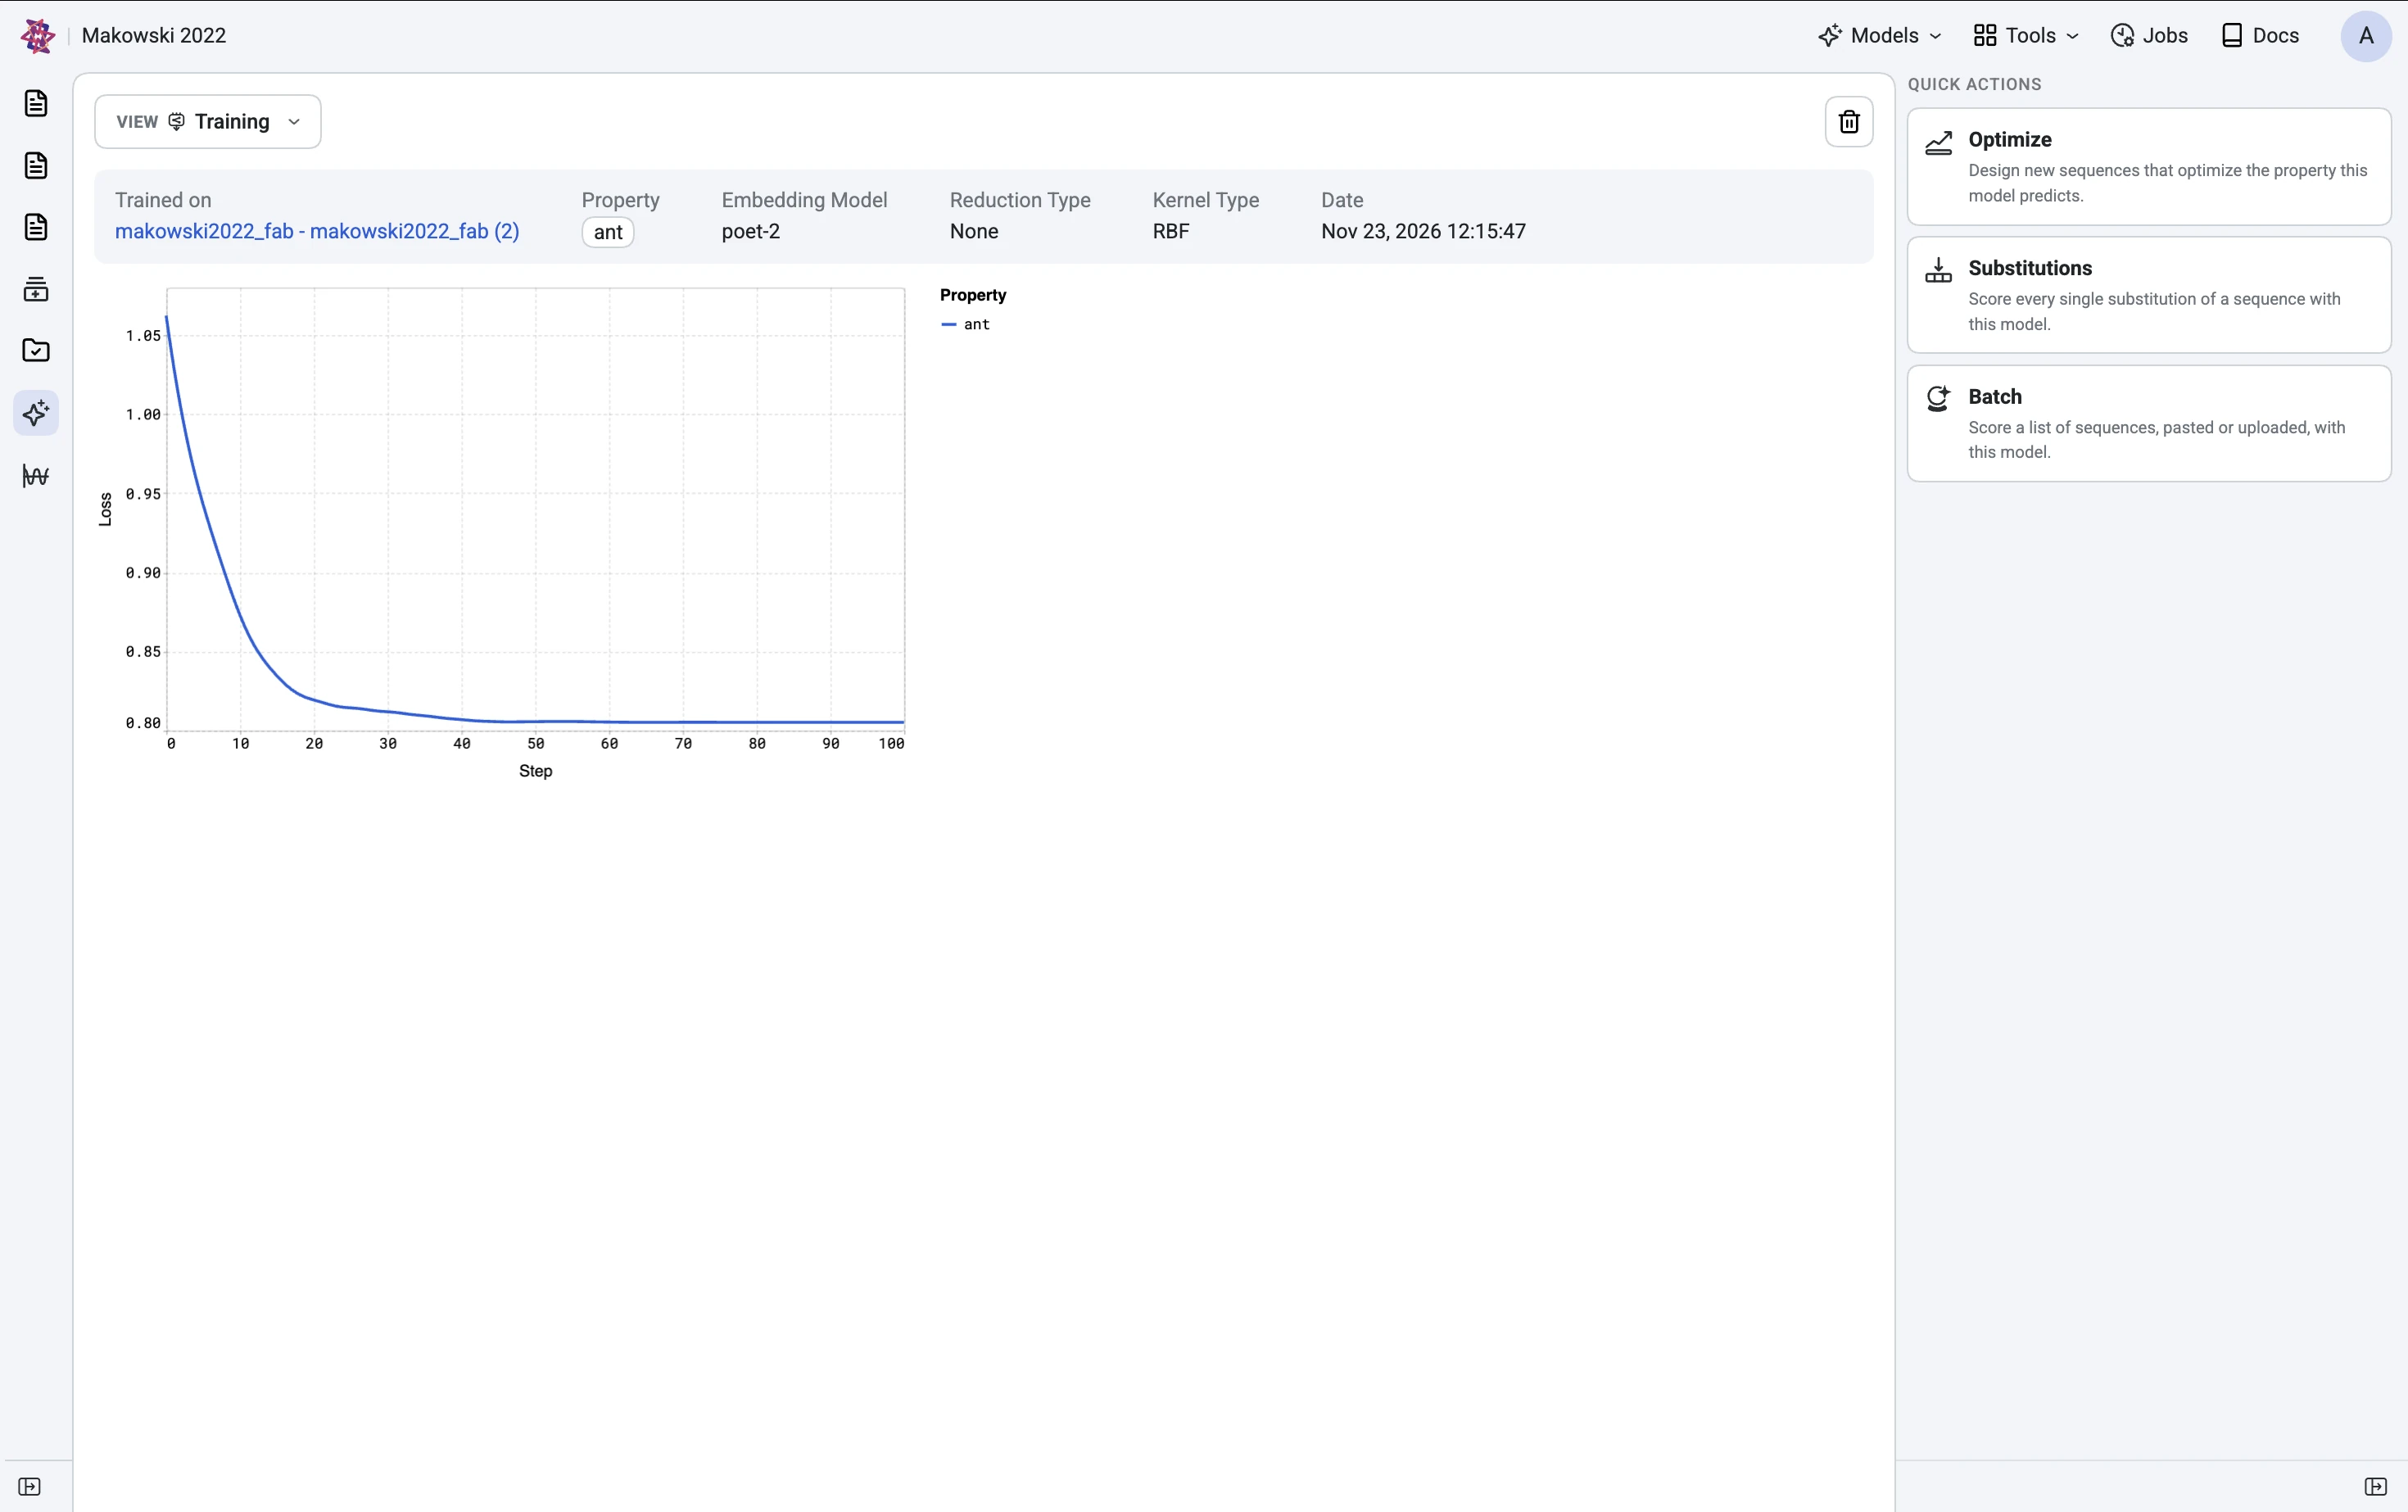 Makowski 2022
Models
Tools
Jobs
Docs
A
VIEW Training
Trained on
makowski2022_fab - makowski2022_fab (2)
Property
ant
Embedding Model
poet-2
Reduction Type
None
Kernel Type
RBF
Date
Nov 23, 2026 12:15:47
Loss
1.05
1.00
0.95
0.90
0.85
0.80
0 10 20 30 40 50 60 70 80 90 100
Step
Property
ant
QUICK ACTIONS
Optimize
Design new sequences that optimize the property this
model predicts.
Substitutions
Score every single substitution of a sequence with
this model.
Batch
Score a list of sequences, pasted or uploaded, with
this model.